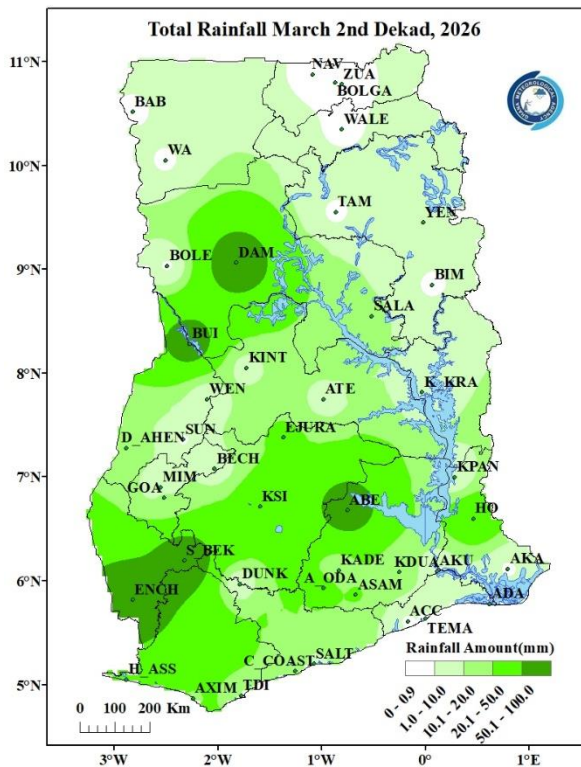 Total Rainfall March 2nd Dekad, 2026
11°N
10°N
9°N
8°N
7°N
6°N
5°N
NAV
ZUA
BOLGA
BAB
WALE
WA
TAM
YEN
BOLE
DAM
BIM
SALA
BUI
KINT
WEN
ATE
K_KRA
SUN
D_AHEN
EJURA
BECH
MIM
GOA
KPAN
KSI
ABE
HO
S_BEK
KADE
KDUA
AKU
AKA
DUNK
A_ODA
ASAM
ENCH
ADA
ACC
TEMA
SALT
C_COAST
H_ASS
TDI
AXIM
Rainfall Amount(mm)
0 - 0.9
1.0 - 10.0
10.1 - 20.0
20.1 - 50.0
50.1 - 100.0
0 100 200 Km
3°W 2°W 1°W 0° 1°E